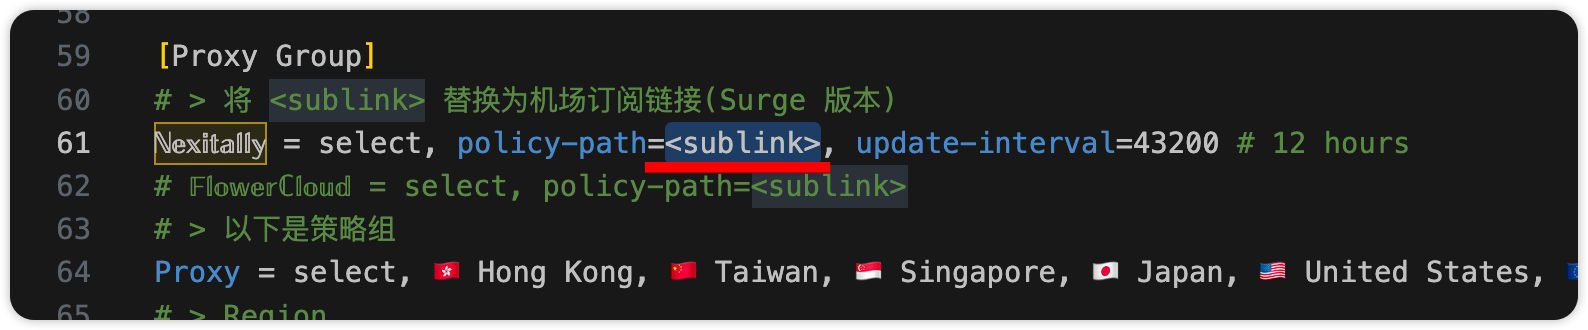 58
59 [Proxy Group]
60 # > 将 <sublink> 替换为机场订阅链接(Surge 版本)
61 ℕ𝕖𝕩𝕚𝕥𝕒𝕝𝕝𝕪 = select, policy-path=<sublink>, update-interval=43200 # 12 hours
62 # 𝔽𝕝𝕠𝕨𝕖𝕣ℂ𝕝𝕠𝕦𝕕 = select, policy-path=<sublink>
63 # > 以下是策略组
64 Proxy = select, 🇭🇰 Hong Kong, 🇨🇳 Taiwan, 🇸🇬 Singapore, 🇯🇵 Japan, 🇺🇸 United States,
65 # > Region